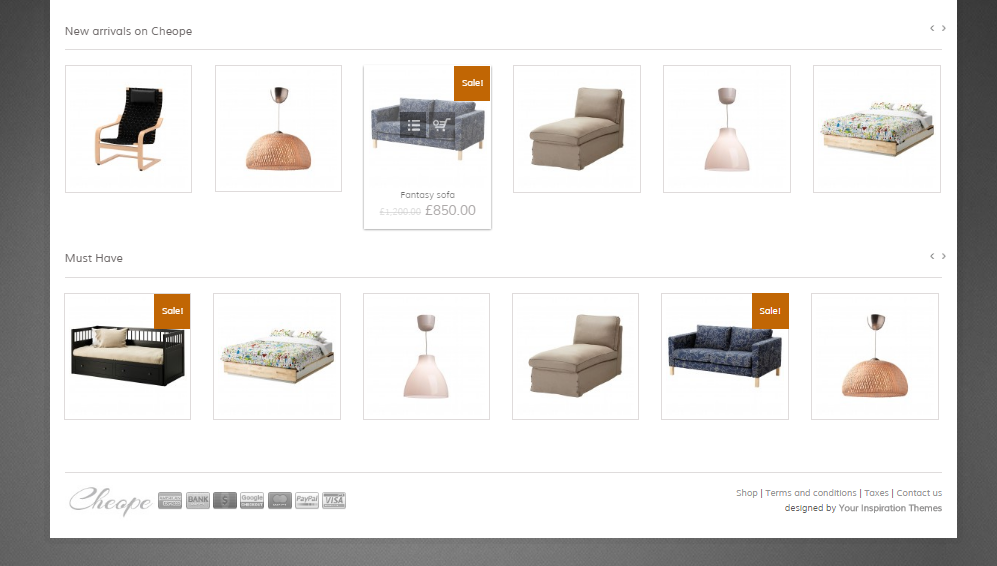 New arrivals on Cheope
Sale!
Fantasy sofa
£1,200.00 £850.00
Must Have
Sale!
Sale!
Cheope
BANK
Google
CHECKOUT
PayPal
VISA
Shop | Terms and conditions | Taxes | Contact us
designed by Your Inspiration Themes